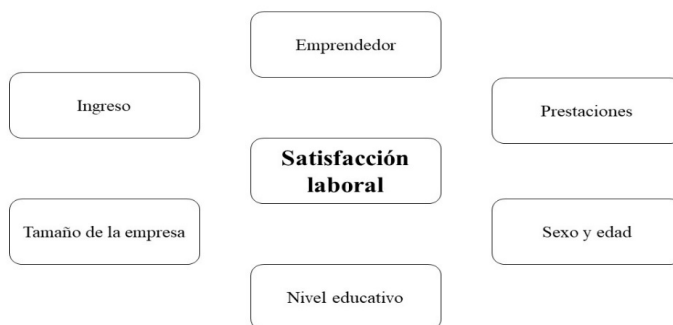 Emprendedor
Ingreso
Prestaciones
Satisfacción
laboral
Tamaño de la empresa
Sexo y edad
Nivel educativo